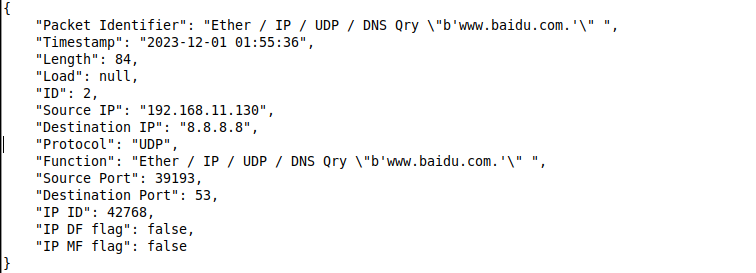 {
    "Packet Identifier": "Ether / IP / UDP / DNS Qry \"b'www.baidu.com.'\" ",
    "Timestamp": "2023-12-01 01:55:36",
    "Length": 84,
    "Load": null,
    "ID": 2,
    "Source IP": "192.168.11.130",
    "Destination IP": "8.8.8.8",
    "Protocol": "UDP",
    "Function": "Ether / IP / UDP / DNS Qry \"b'www.baidu.com.'\" ",
    "Source Port": 39193,
    "Destination Port": 53,
    "IP ID": 42768,
    "IP DF flag": false,
    "IP MF flag": false
}